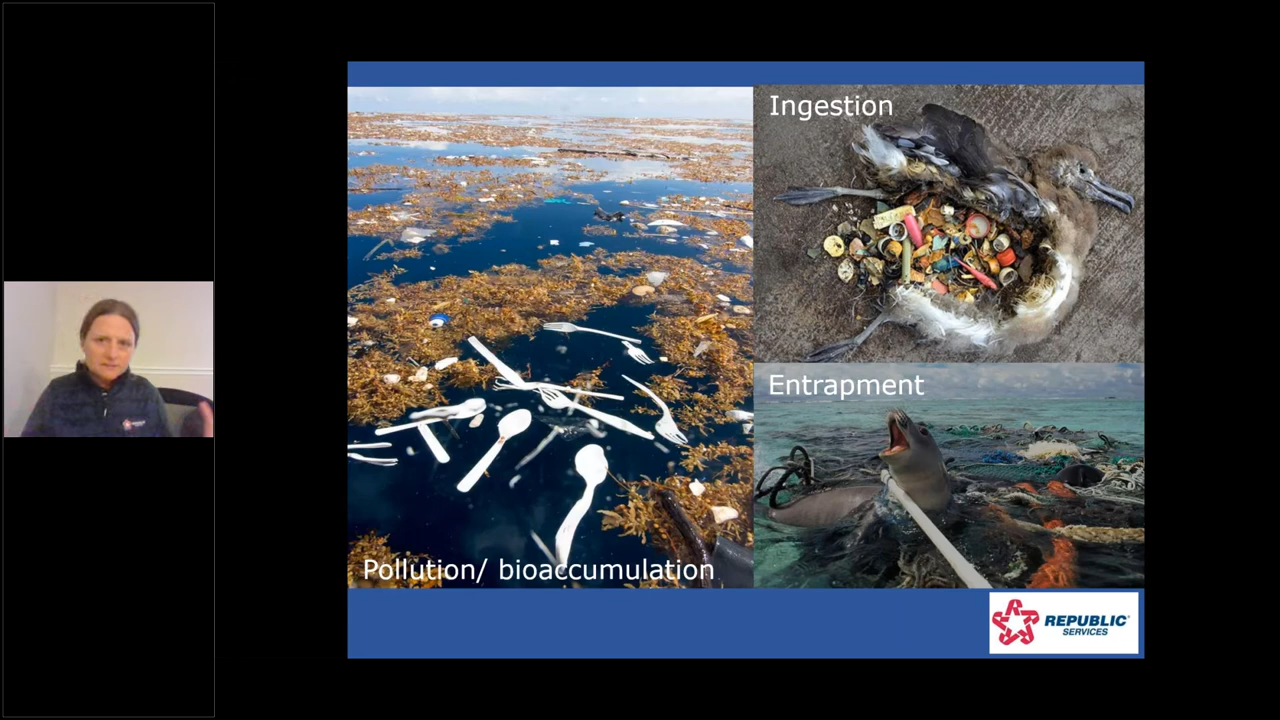 Ingestion
Entrapment
Pollution/ bioaccumulation
REPUBLIC
SERVICES